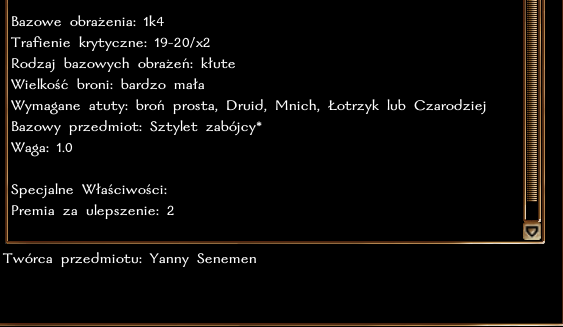 Bazowe obrażenia: 1k4
Trafienie krytyczne: 19-20/x2
Rodzaj bazowych obrażeń: kłute
Wielkość broni: bardzo mała
Wymagane atuty: broń prosta, Druid, Mnich, Łotrzyk lub Czarodziej
Bazowy przedmiot: Sztylet zabójcy*
Waga: 1.0
Specjalne Właściwości:
Premia za ulepszenie: 2
Twórca przedmiotu: Yanny Senemen